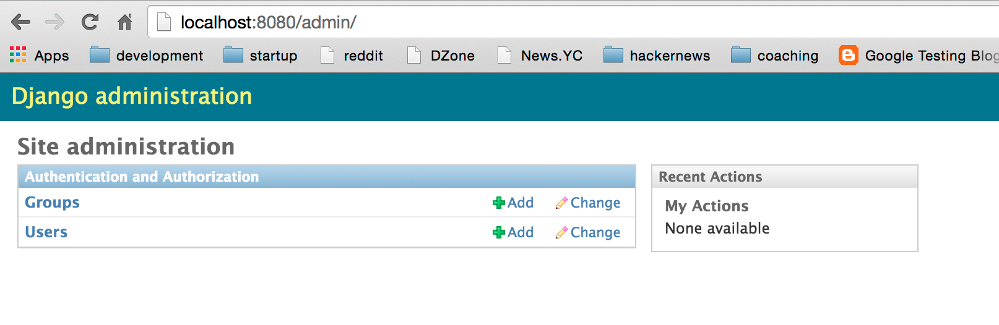 localhost:8080/admin/
Apps development startup reddit DZone News.YC hackernews coaching Google Testing Blog
Django administration
Site administration
Authentication and Authorization
Groups Add Change
Users Add Change
Recent Actions
My Actions
None available